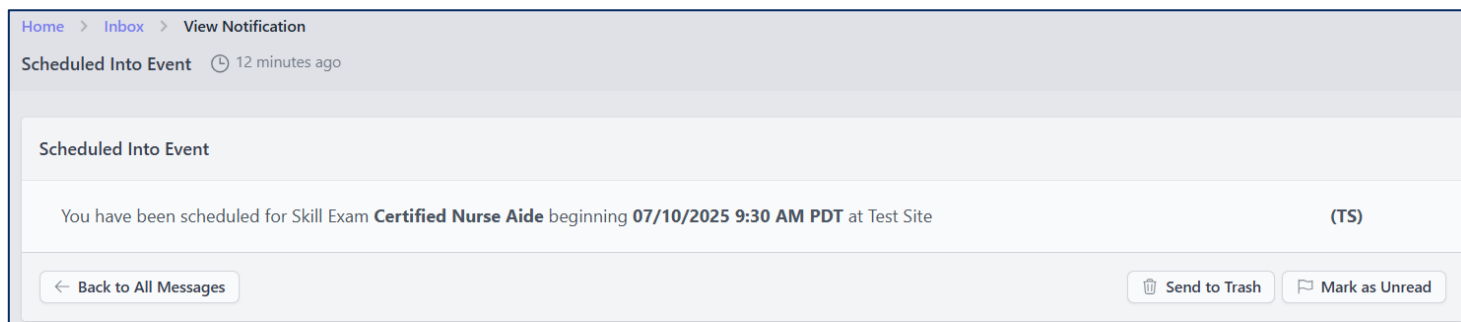 Home > Inbox > View Notification
Scheduled Into Event 12 minutes ago
Scheduled Into Event
You have been scheduled for Skill Exam Certified Nurse Aide beginning 07/10/2025 9:30 AM PDT at Test Site (TS)
← Back to All Messages Send to Trash Mark as Unread